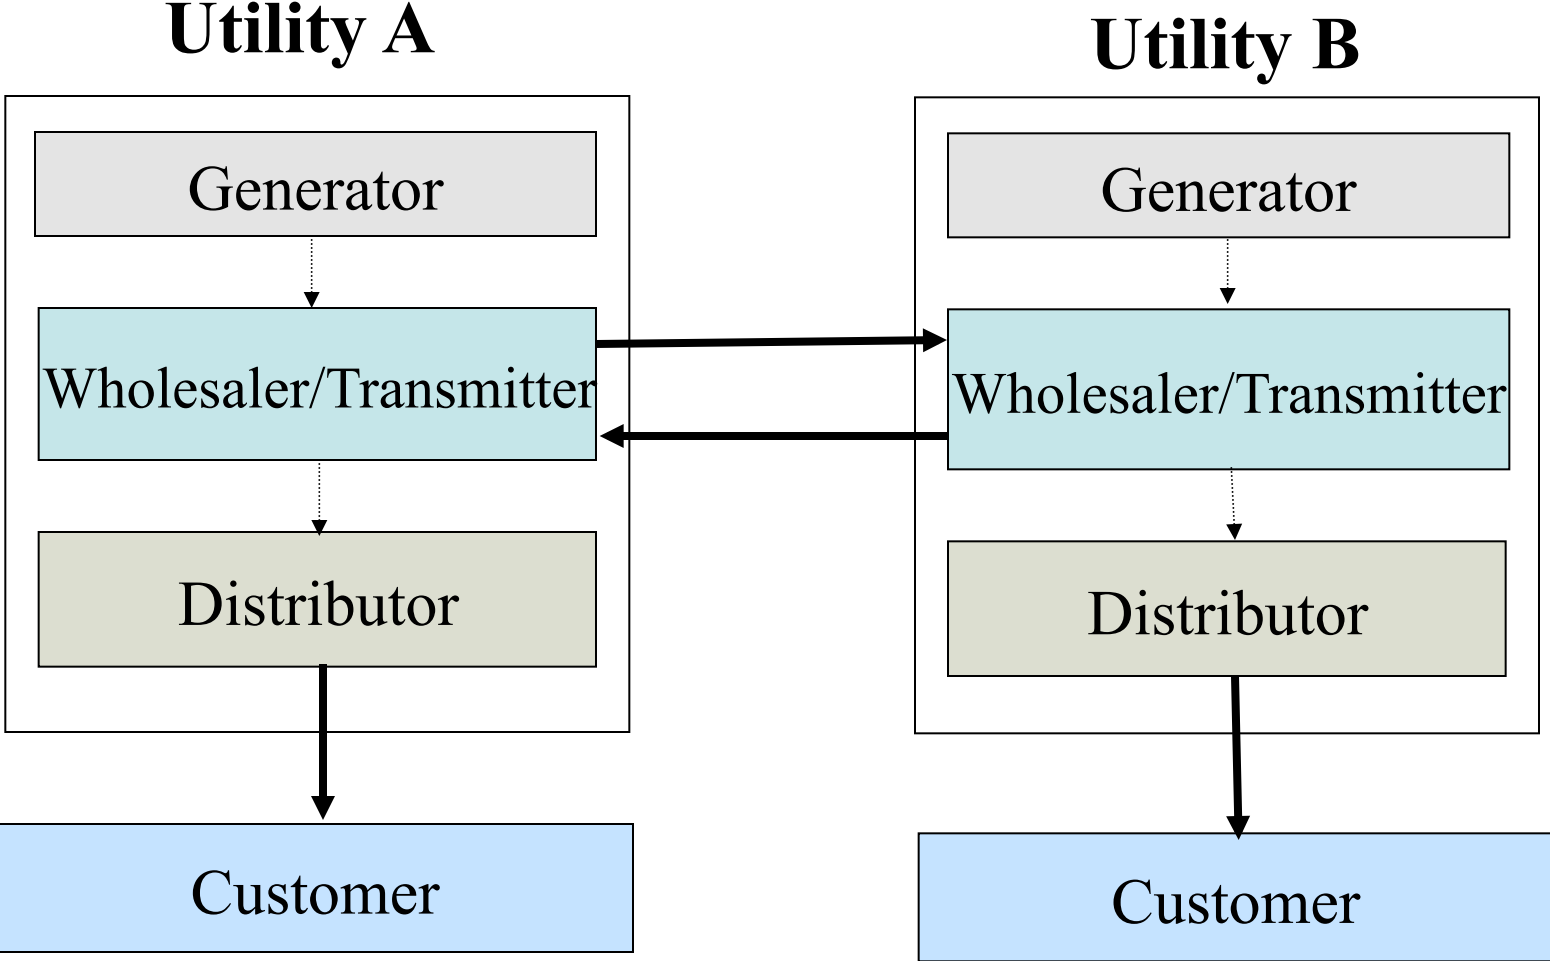 Utility A
Generator
Wholesaler/Transmitter
Distributor
Customer
Utility B
Generator
Wholesaler/Transmitter
Distributor
Customer